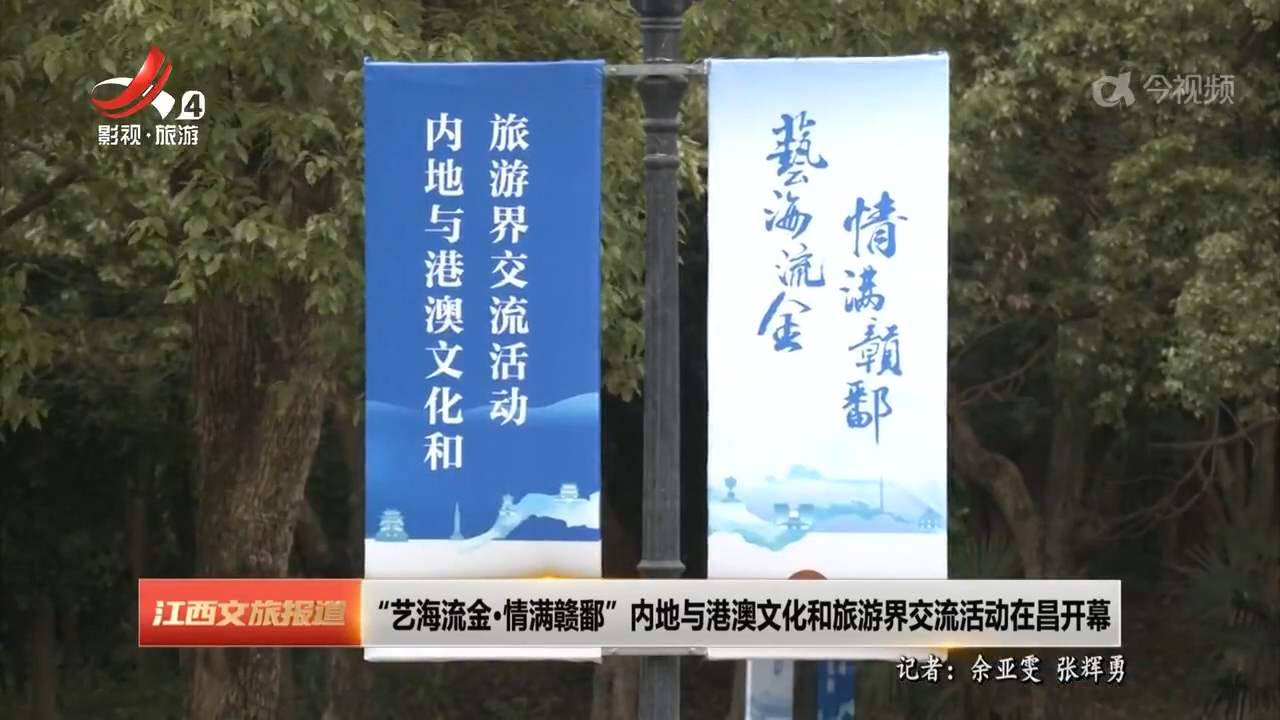 4
影视·旅游
今视频
内地与港澳文化和
旅游界交流活动
藝海流金
情满贛鄱
江西文旅报道
“艺海流金·情满赣鄱”内地与港澳文化和旅游界交流活动在昌开幕
记者：余亚雯 张辉勇